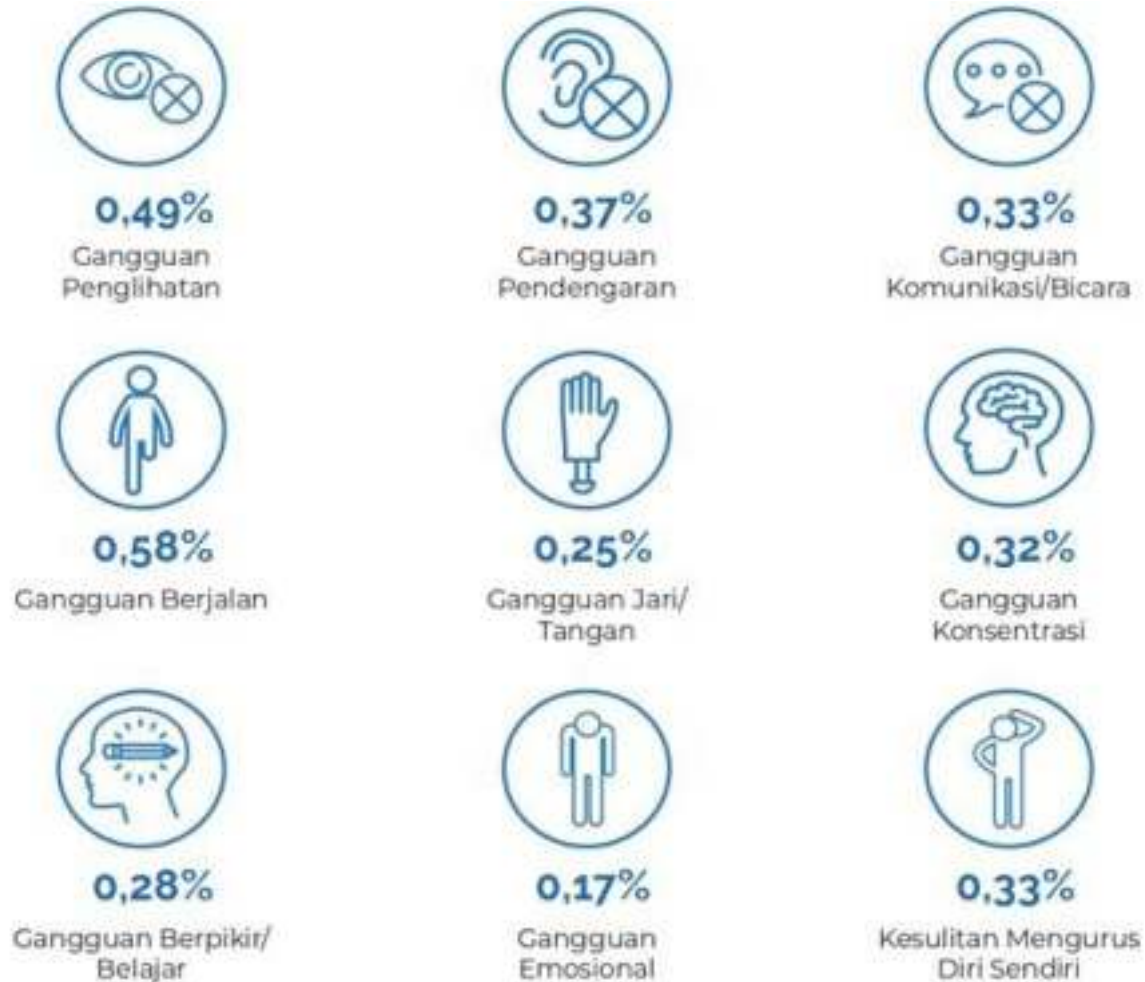 0,49%
Gangguan
Penglihatan
0,37%
Gangguan
Pendengaran
0,33%
Gangguan
Komunikasi/Bicara
0,58%
Gangguan Berjalan
0,25%
Gangguan Jari/
Tangan
0,32%
Gangguan
Konsentrasi
0,28%
Gangguan Berpikir/
Belajar
0,17%
Gangguan
Emosional
0,33%
Kesulitan Mengurus
Diri Sendiri